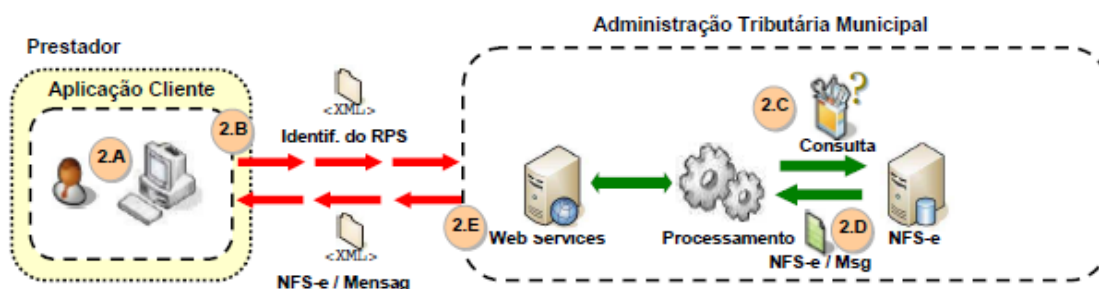 Administração Tributária Municipal
Prestador
Aplicação Cliente
2.A
2.B
<XML>
Identif. do RPS
2.C
?
Consulta
2.E
Web Services
Processamento
2.D
NFS-e / Msg
NFS-e
<XML>
NFS-e / Mensag